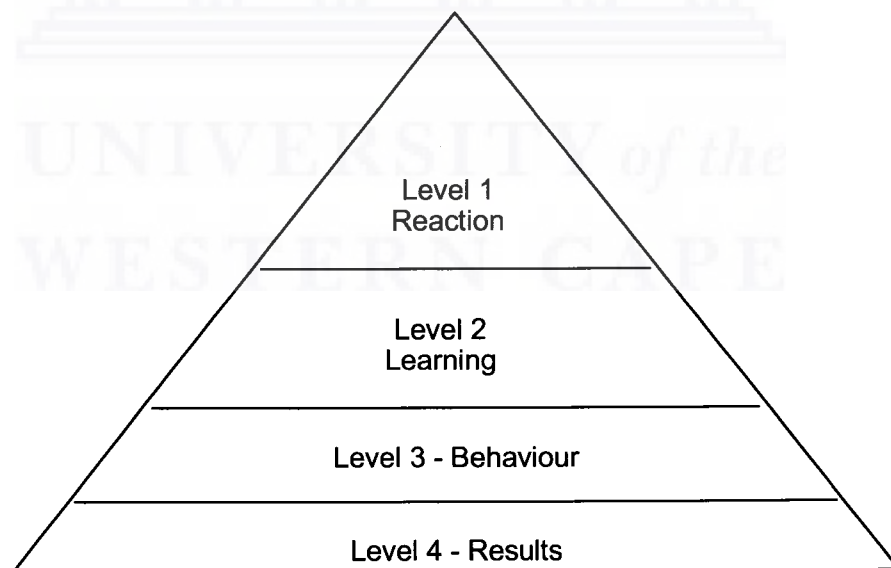 UNIVERSITY of the
WESTERN CAPE
Level 1
Reaction
Level 2
Learning
Level 3 - Behaviour
Level 4 - Results